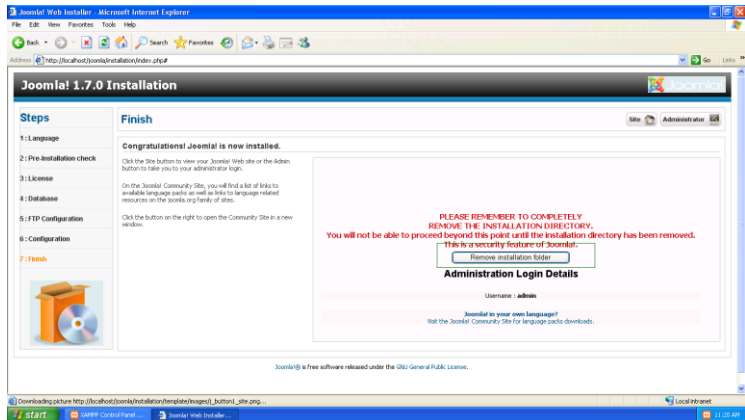 Joomla! Web Installer - Microsoft Internet Explorer
File Edit View Favorites Tools Help
Back Search Favorites
Address http://localhost/joomla/installation/index.php# Go Links
Joomla! 1.7.0 Installation
Joomla!
Steps
1 : Language
2 : Pre-Installation check
3 : License
4 : Database
5 : FTP Configuration
6 : Configuration
7 : Finish
Finish
Site Administrator
Congratulations! Joomla! is now installed.
Click the Site button to view your Joomla! Web site or the Admin
button to take you to your administrator login.
On the Joomla! Community Site, you will find a list of links to
available language packs as well as links to language related
resources on the joomla.org family of sites.
Click the button on the right to open the Community Site in a new
window.
PLEASE REMEMBER TO COMPLETELY
REMOVE THE INSTALLATION DIRECTORY.
You will not be able to proceed beyond this point until the installation directory has been removed.
This is a security feature of Joomla!.
Remove installation folder
Administration Login Details
Username : admin
Joomla! in your own language?
Visit the Joomla! Community Site for language packs downloads.
Joomla!® is free software released under the GNU General Public License.
Downloading picture http://localhost/joomla/installation/template/images/j_button1_site.png...
Local intranet
start XAMPP Control Panel ... Joomla! Web Installer... 11:20 AM